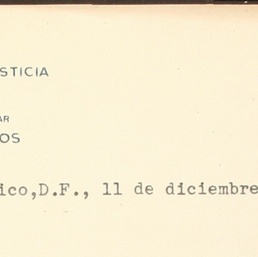 STICIA
AR
OS
ico,D.F., 11 de diciembre